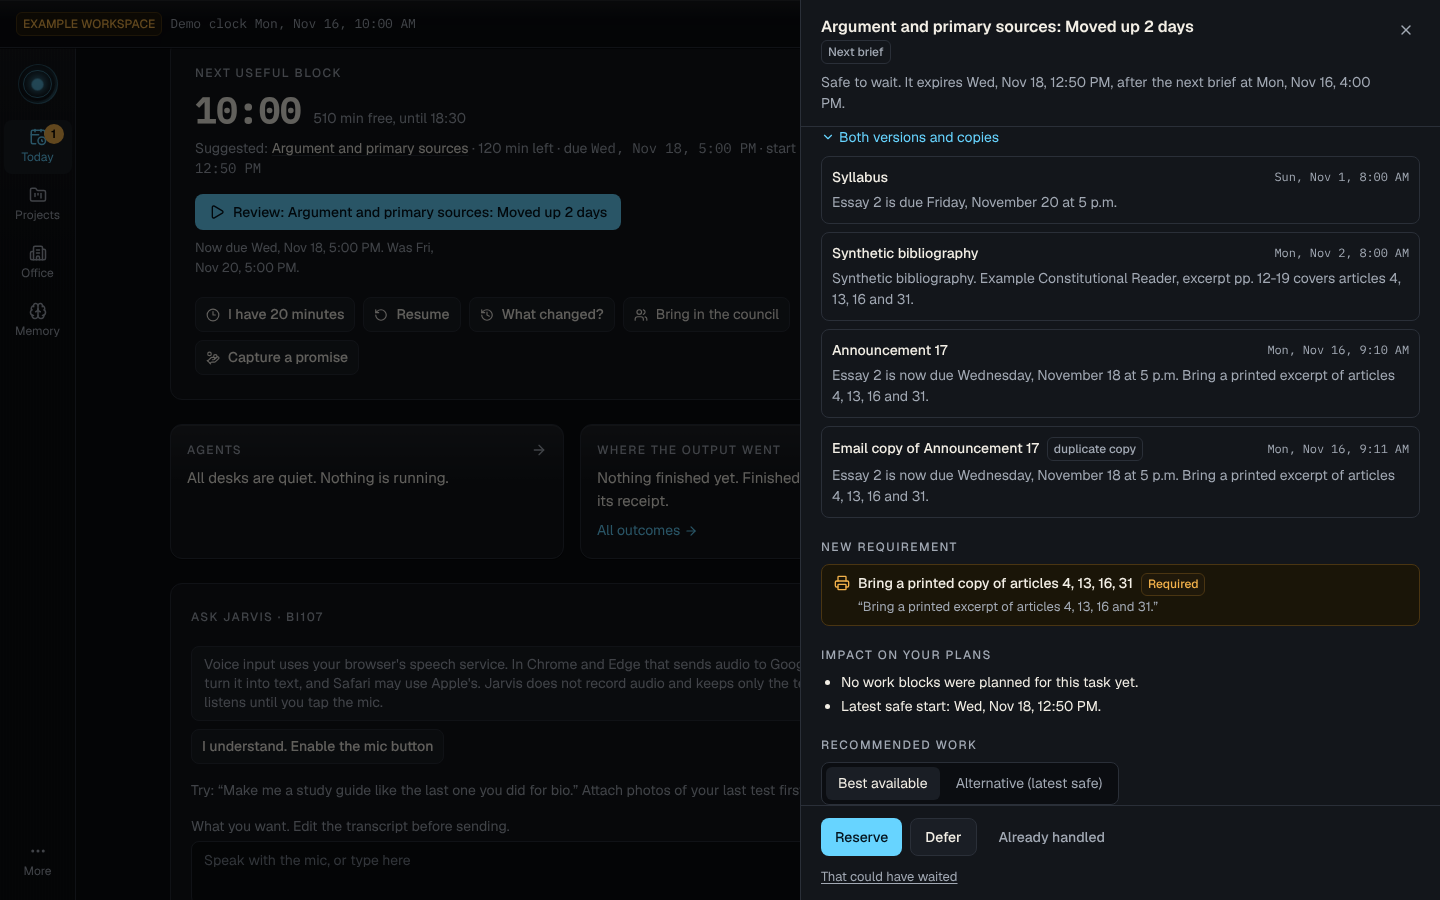 EXAMPLE WORKSPACE Demo clock Mon, Nov 16, 10:00 AM
1
Today
Projects
Office
Memory
More
NEXT USEFUL BLOCK
10:00 510 min free, until 18:30
Suggested: Argument and primary sources · 120 min left · due Wed, Nov 18, 5:00 PM · start
12:50 PM
Review: Argument and primary sources: Moved up 2 days
Now due Wed, Nov 18, 5:00 PM. Was Fri,
Nov 20, 5:00 PM.
I have 20 minutes
Resume
What changed?
Bring in the council
Capture a promise
AGENTS
All desks are quiet. Nothing is running.
WHERE THE OUTPUT WENT
Nothing finished yet. Finished
its receipt.
All outcomes
ASK JARVIS · BI107
Voice input uses your browser's speech service. In Chrome and Edge that sends audio to
turn it into text, and Safari may use Apple's. Jarvis does not record audio and keeps only the
listens until you tap the mic.
I understand. Enable the mic button
Try: “Make me a study guide like the last one you did for bio.” Attach photos of your last test
What you want. Edit the transcript before sending.
Speak with the mic, or type here
Argument and primary sources: Moved up 2 days
Next brief
Safe to wait. It expires Wed, Nov 18, 12:50 PM, after the next brief at Mon, Nov 16, 4:00
PM.
Both versions and copies
Syllabus Sun, Nov 1, 8:00 AM
Essay 2 is due Friday, November 20 at 5 p.m.
Synthetic bibliography Mon, Nov 2, 8:00 AM
Synthetic bibliography. Example Constitutional Reader, excerpt pp. 12-19 covers articles 4,
13, 16 and 31.
Announcement 17 Mon, Nov 16, 9:10 AM
Essay 2 is now due Wednesday, November 18 at 5 p.m. Bring a printed excerpt of articles
4, 13, 16 and 31.
Email copy of Announcement 17 duplicate copy Mon, Nov 16, 9:11 AM
Essay 2 is now due Wednesday, November 18 at 5 p.m. Bring a printed excerpt of articles
4, 13, 16 and 31.
NEW REQUIREMENT
Bring a printed copy of articles 4, 13, 16, 31 Required
“Bring a printed excerpt of articles 4, 13, 16 and 31.”
IMPACT ON YOUR PLANS
No work blocks were planned for this task yet.
Latest safe start: Wed, Nov 18, 12:50 PM.
RECOMMENDED WORK
Best available
Alternative (latest safe)
Reserve
Defer
Already handled
That could have waited